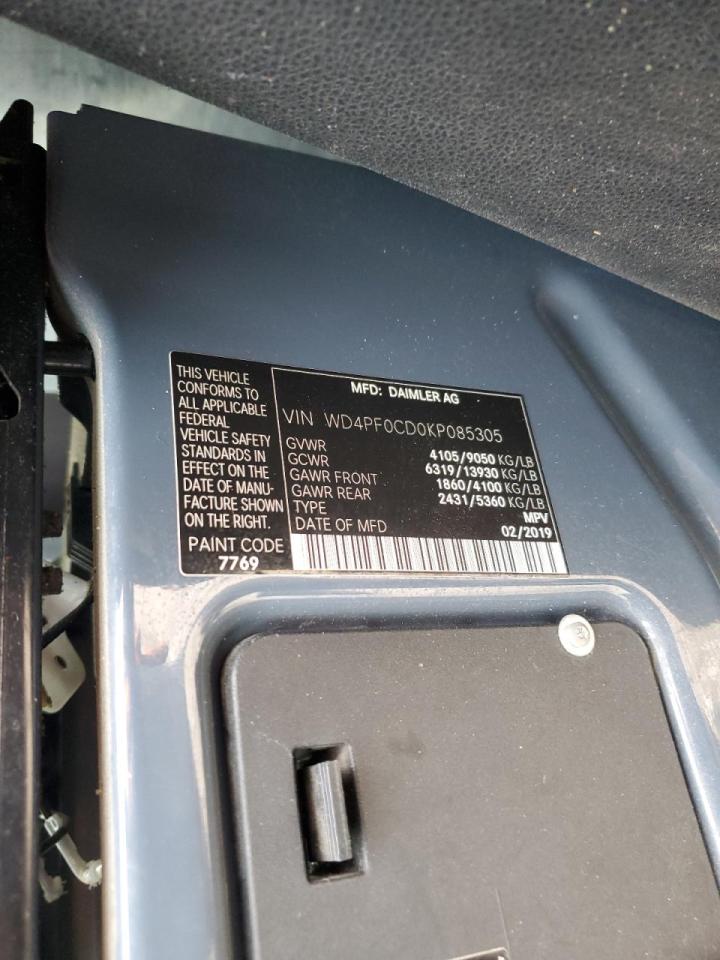 THIS VEHICLE
CONFORMS TO
ALL APPLICABLE
FEDERAL
VEHICLE SAFETY
STANDARDS IN
EFFECT ON THE
DATE OF MANU-
FACTURE SHOWN
ON THE RIGHT.
PAINT CODE
7769
MFD: DAIMLER AG
VIN WD4PF0CD0KP085305
GVWR 4105/9050 KG/LB
GCWR 6319/13930 KG/LB
GAWR FRONT 1860/4100 KG/LB
GAWR REAR 2431/5360 KG/LB
TYPE MPV
DATE OF MFD 02/2019